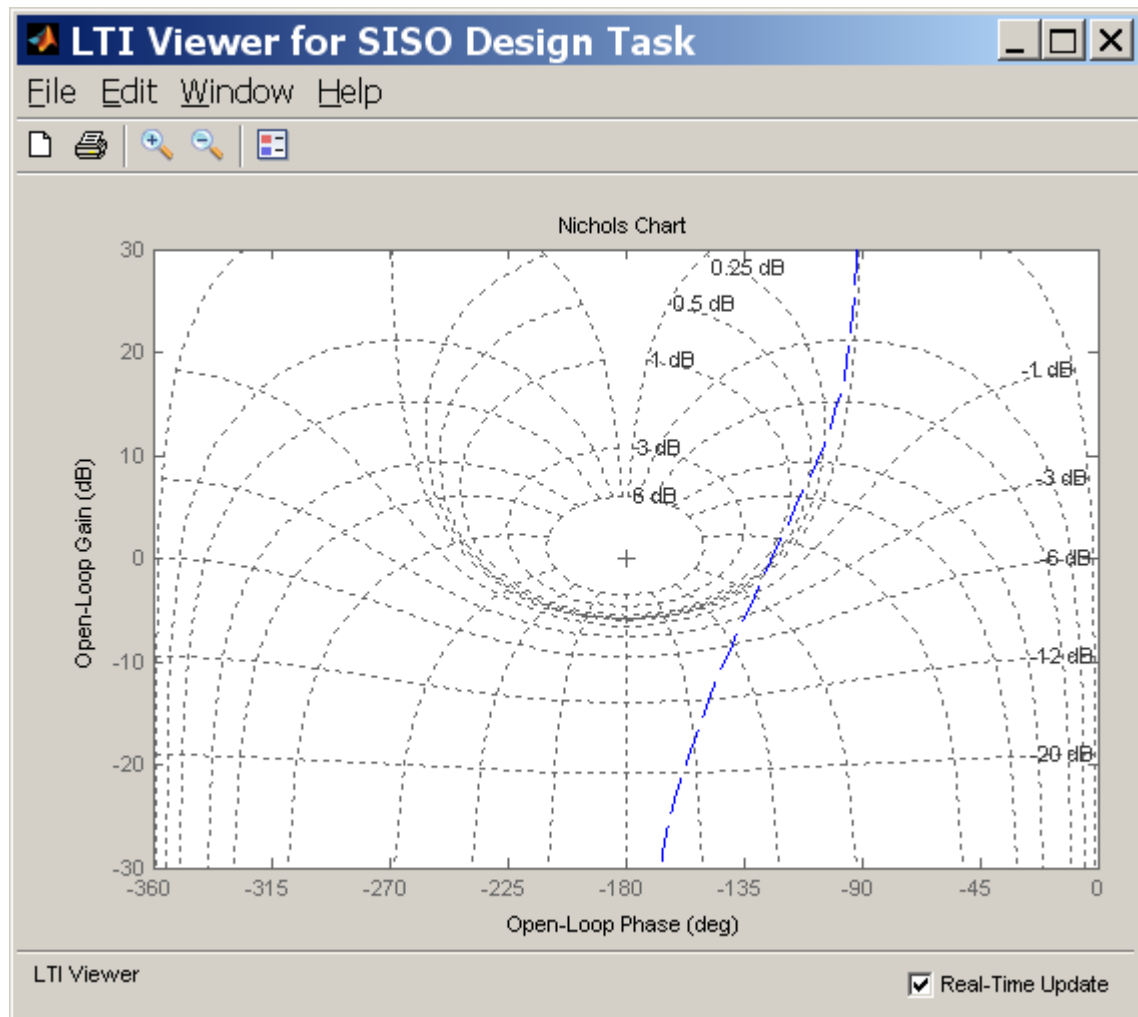 LTI Viewer for SISO Design Task
File Edit Window Help
Nichols Chart
30
20
10
0
-10
-20
-30
Open-Loop Gain (dB)
0.25 dB
0.5 dB
-1 dB
-1 dB
-3 dB
-3 dB
6 dB
-6 dB
-12 dB
-20 dB
-360 -315 -270 -225 -180 -135 -90 -45 0
Open-Loop Phase (deg)
LTI Viewer
Real-Time Update